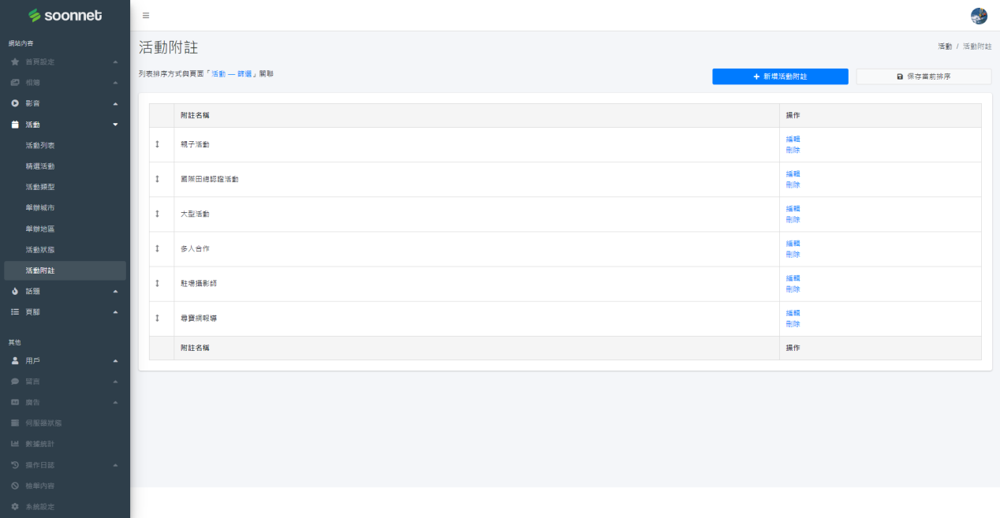 soonnet
網站內容
首頁設定
相簿
影音
活動
活動列表
精選活動
活動類型
舉辦城市
舉辦地區
活動狀態
活動附註
話題
頁腳
其他
用戶
留言
廣告
伺服器狀態
數據統計
操作日誌
檢舉內容
系統設定
活動附註
活動 / 活動附註
列表排序方式與頁面「活動 — 篩選」關聯
新增活動附註
保存當前排序
附註名稱 操作
親子活動 編輯
刪除
國際田總認證活動 編輯
刪除
大型活動 編輯
刪除
多人合作 編輯
刪除
駐場攝影師 編輯
刪除
尋寶網報導 編輯
刪除
附註名稱 操作